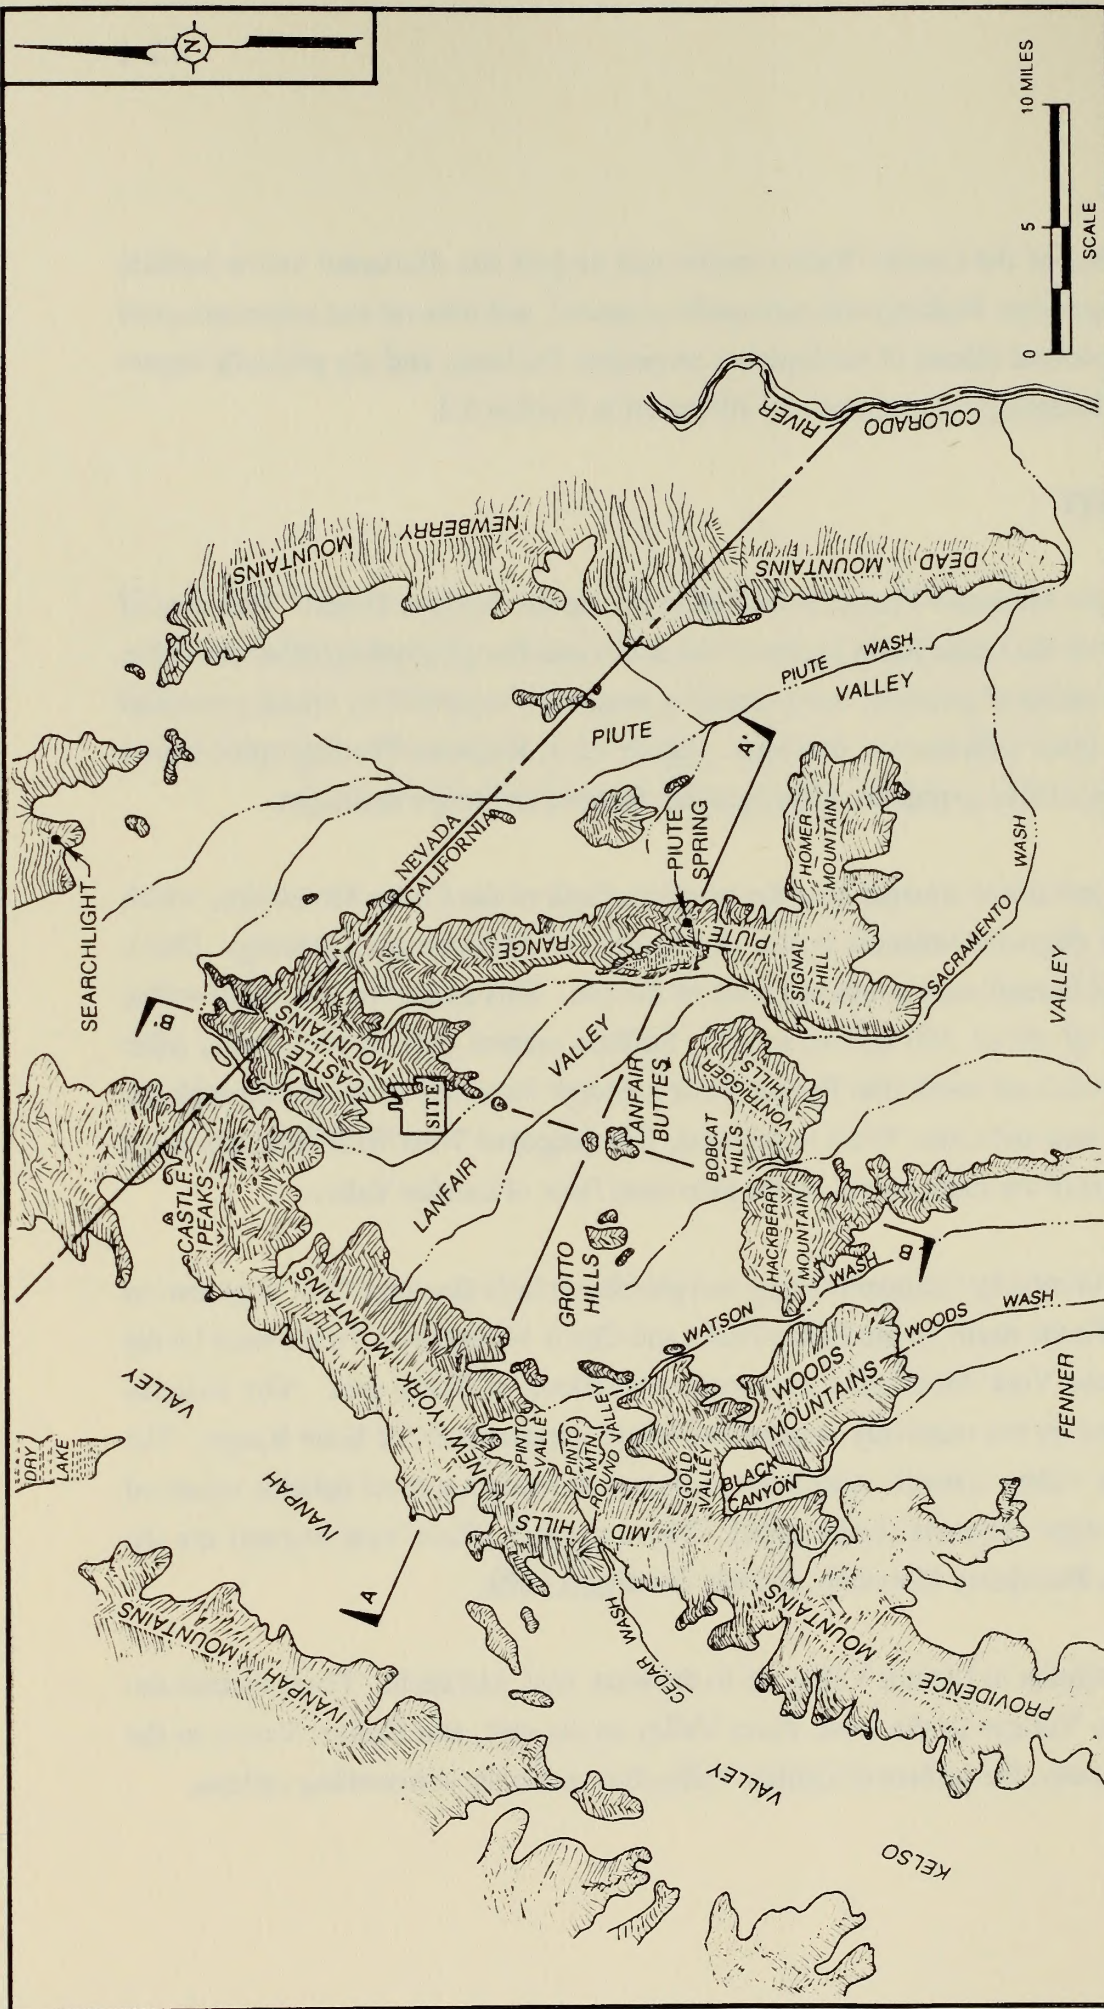 N
DRY
LAKE
SEARCHLIGHT
IVANPAH
VALLEY
IVANPAH MOUNTAINS
CASTLE
PEAKS
CASTLE
MOUNTAINS
B'
NEVADA
CALIFORNIA
NEWBERRY
MOUNTAINS
NEW YORK MOUNTAINS
SITE
LANFAIR
VALLEY
PIUTE
RANGE
PIUTE
VALLEY
PIUTE
WASH
COLORADO
RIVER
A
A'
PINTO
VALLEY
PINTO
MTN.
ROUND VALLEY
MID
HILLS
GROTTO
HILLS
LANFAIR
BUTTES
PIUTE
SPRING
CEDAR WASH
GOLD
VALLEY
BLACK
CANYON
WATSON
WASH
BOBCAT
HILLS
VONTRIGGER
HILLS
HACKBERRY
MOUNTAIN
B
SIGNAL
HILL
HOMER
MOUNTAIN
DEAD
MOUNTAINS
WOODS
MOUNTAINS
WOODS
WASH
SACRAMENTO
WASH
PROVIDENCE
MOUNTAINS
KELSO
VALLEY
FENNER
VALLEY
0
5
10 MILES
SCALE